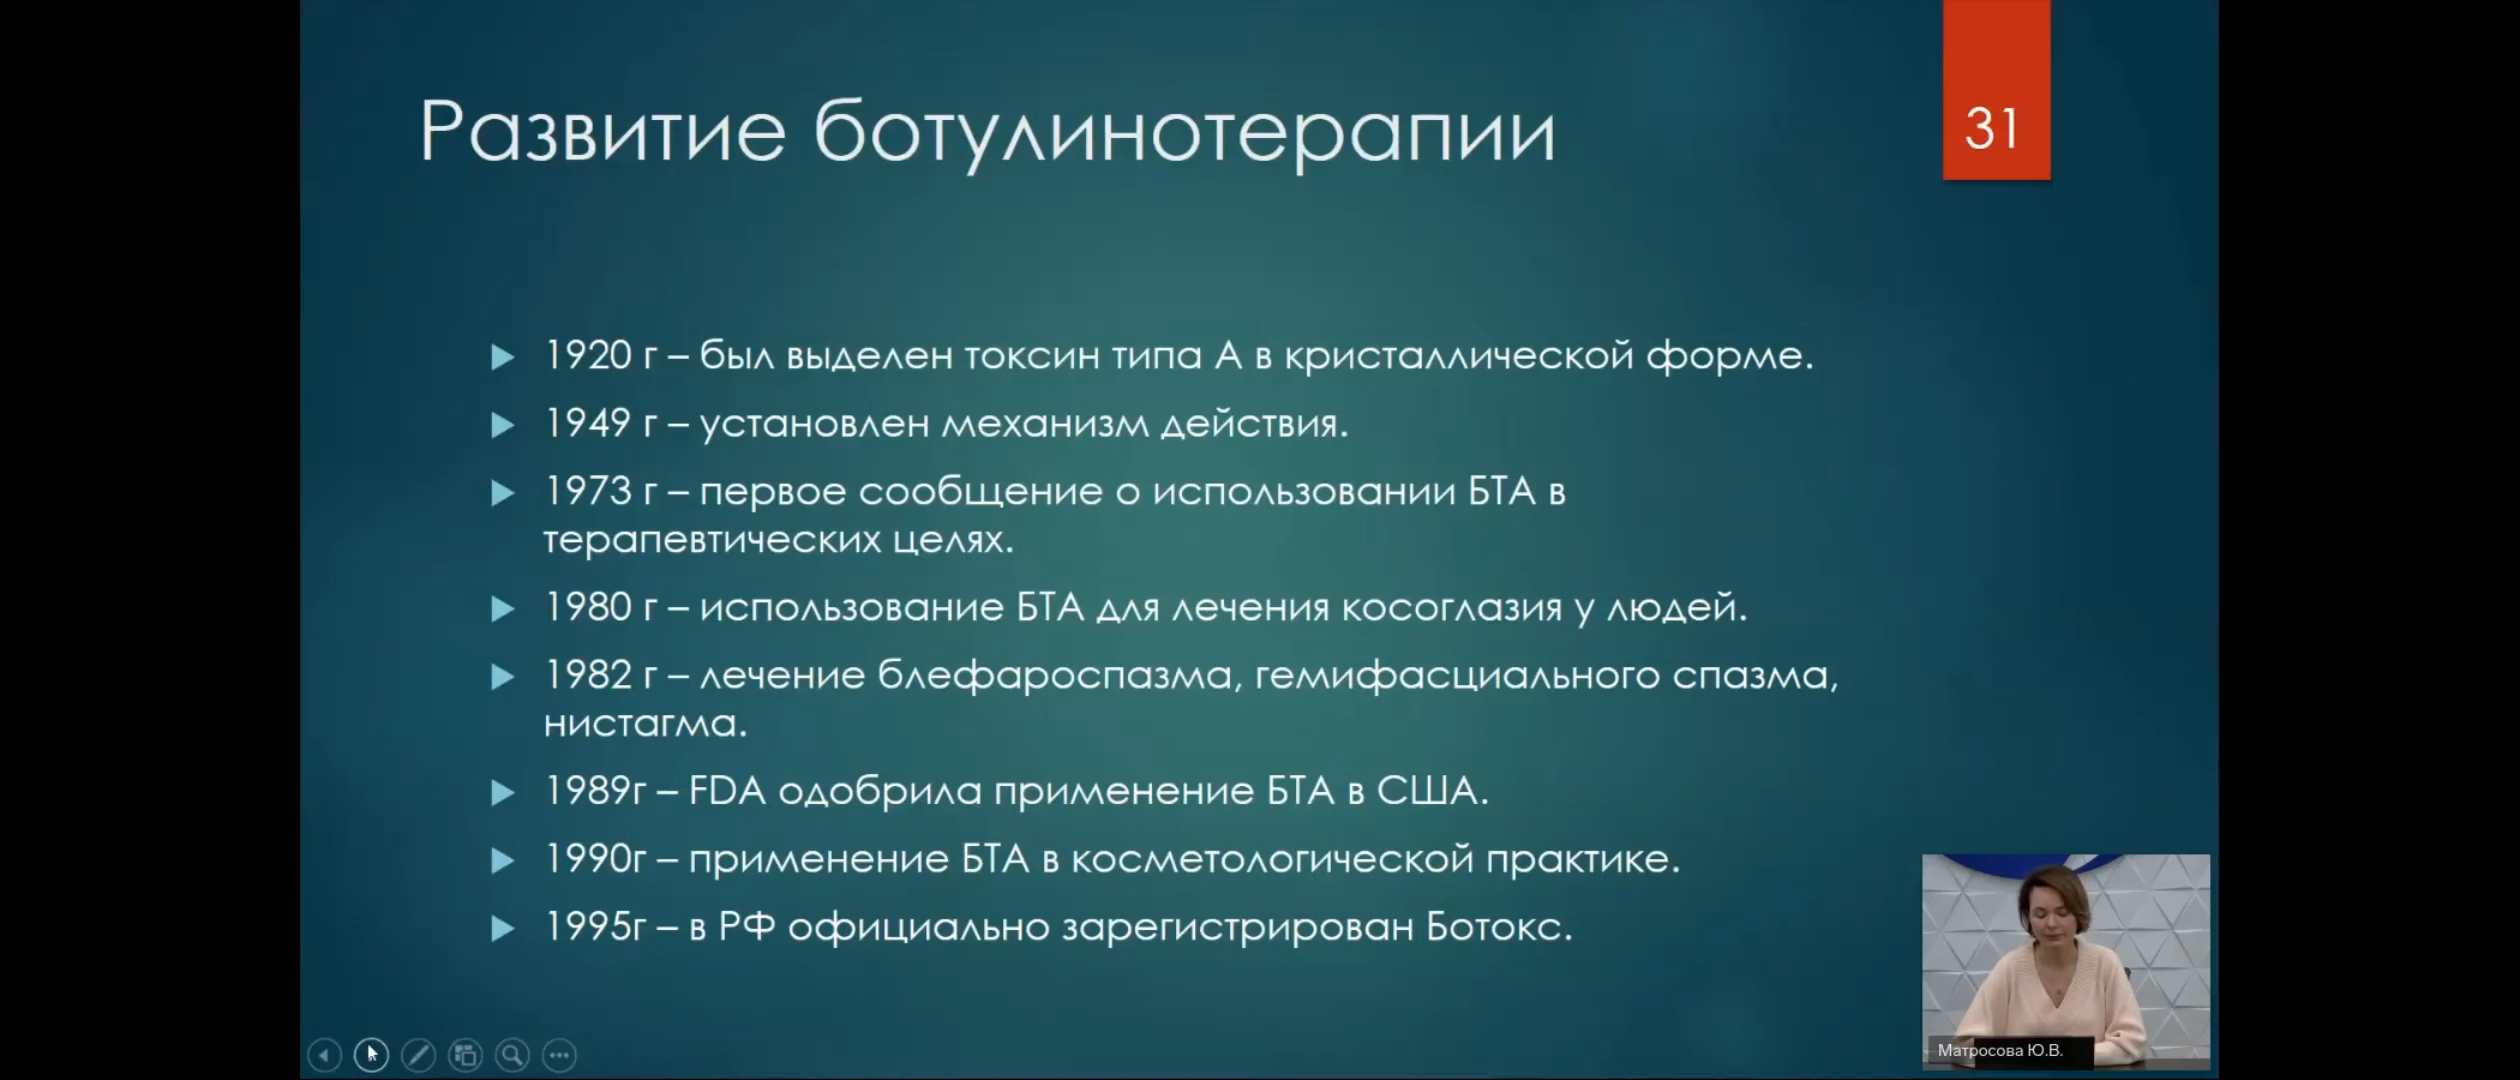 Развитие ботулинотерапии
31
1920 г – был выделен токсин типа А в кристаллической форме.
1949 г – установлен механизм действия.
1973 г – первое сообщение о использовании БТА в
терапевтических целях.
1980 г – использование БТА для лечения косоглазия у людей.
1982 г – лечение блефароспазма, гемифасциального спазма,
нистагма.
1989г – FDA одобрила применение БТА в США.
1990г – применение БТА в косметологической практике.
1995г – в РФ официально зарегистрирован Ботокс.
Матросова Ю.В.